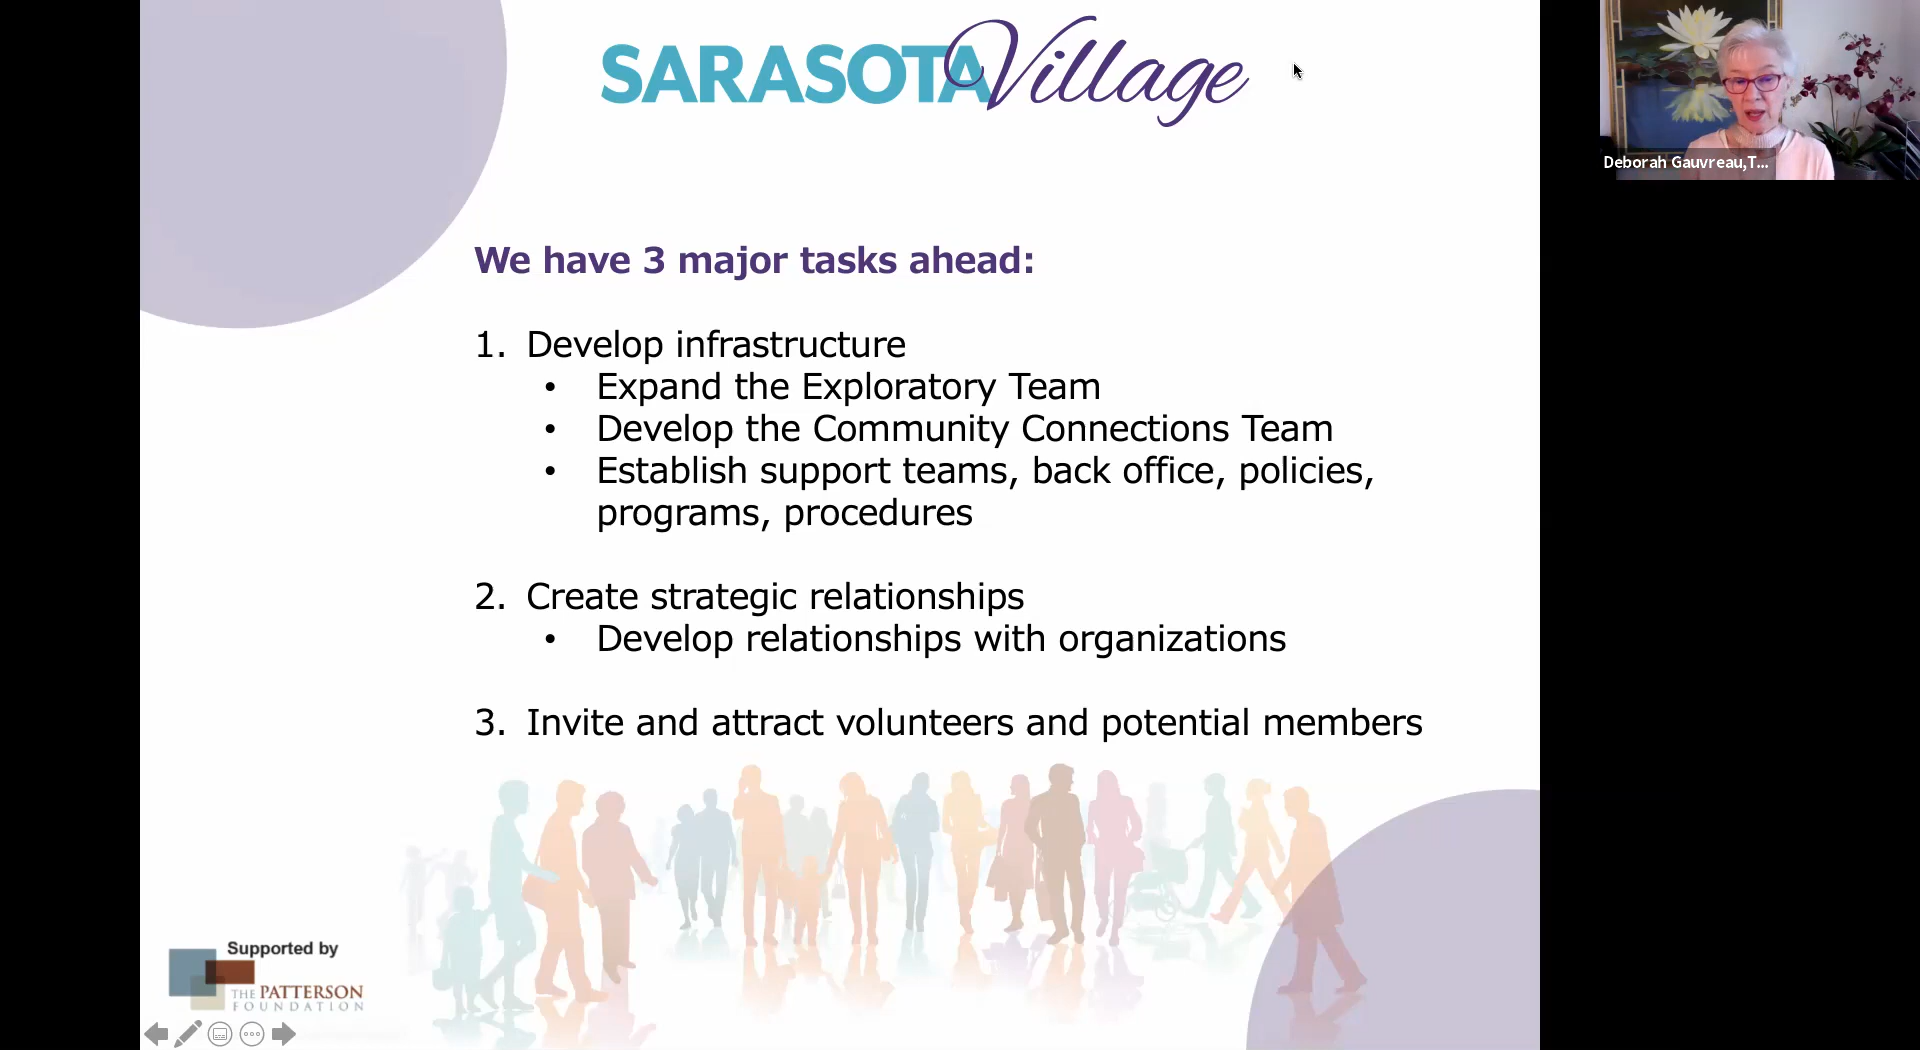 SARASOTA Village
Deborah Gauvreau,T...
We have 3 major tasks ahead:
1. Develop infrastructure
• Expand the Exploratory Team
• Develop the Community Connections Team
• Establish support teams, back office, policies,
programs, procedures
2. Create strategic relationships
• Develop relationships with organizations
3. Invite and attract volunteers and potential members
Supported by
THE PATTERSON
FOUNDATION